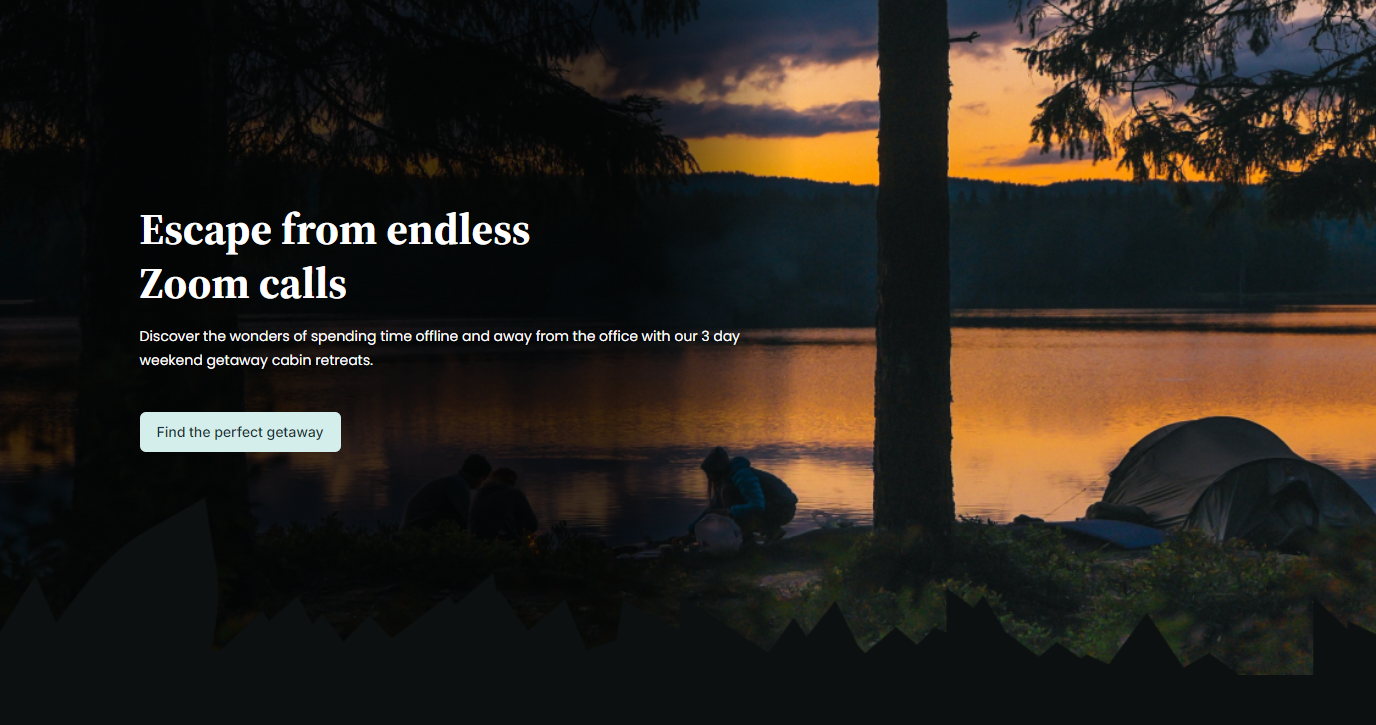 Escape from endless
Zoom calls
Discover the wonders of spending time offline and away from the office with our 3 day
weekend getaway cabin retreats.
Find the perfect getaway